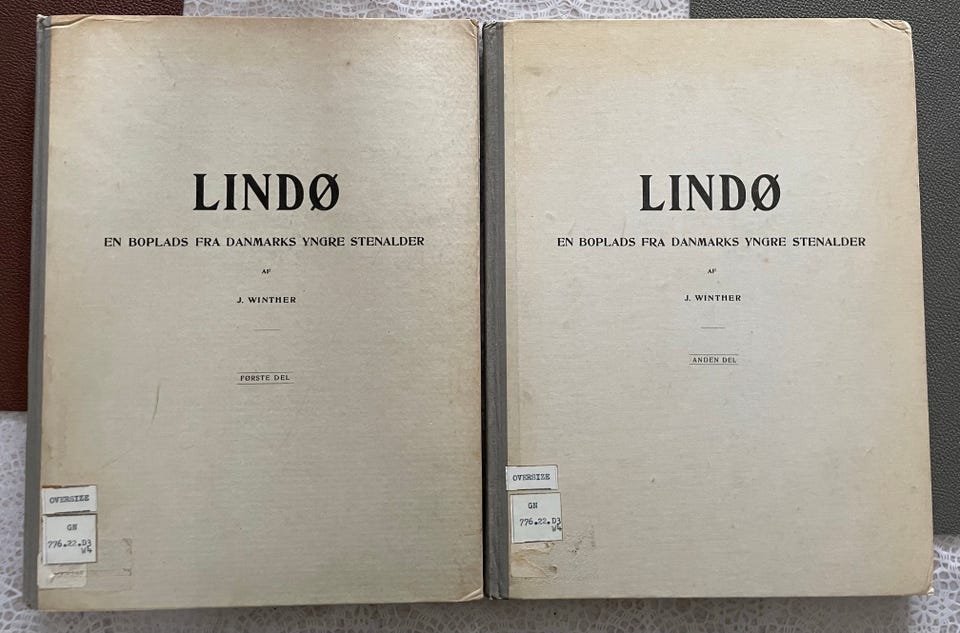 LINDØ
EN BOPLADS FRA DANMARKS YNGRE STENALDER
AF
J. WINTHER
FØRSTE DEL
OVERSIZE
GN
776.22.D3
W4
LINDØ
EN BOPLADS FRA DANMARKS YNGRE STENALDER
AF
J. WINTHER
ANDEN DEL
OVERSIZE
GN
776.22.D3
W4